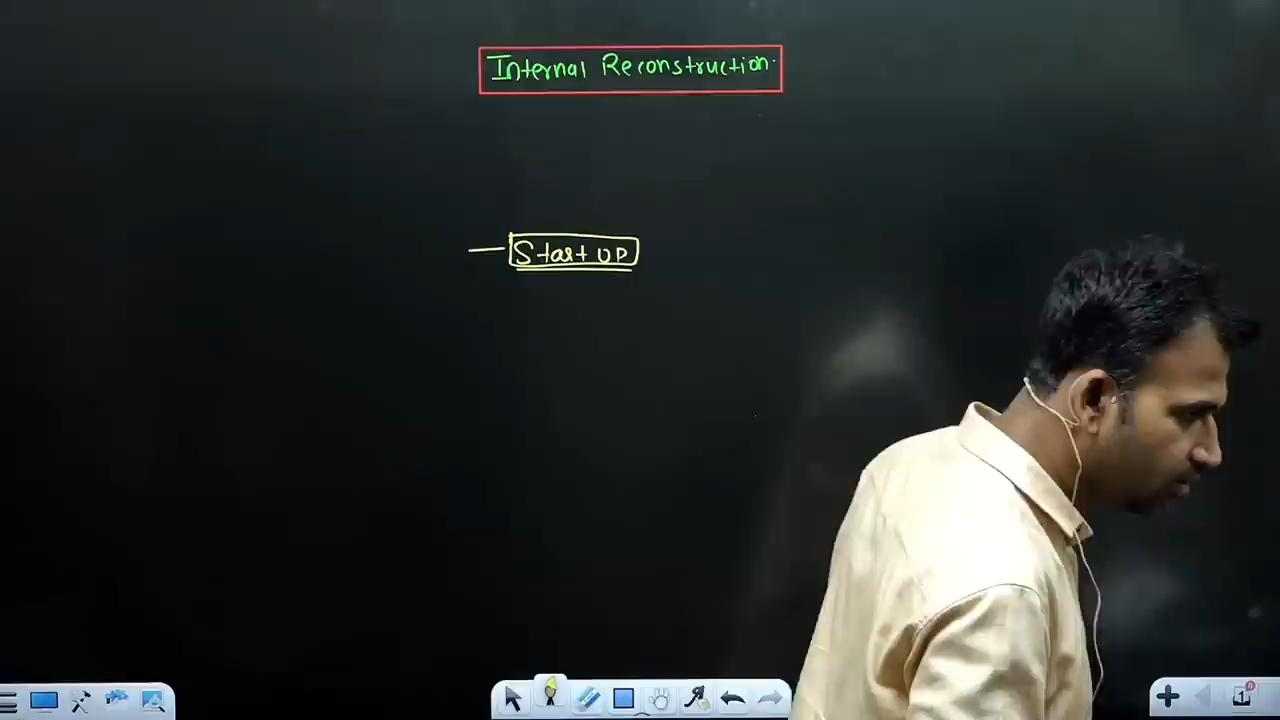 Internal Reconstruction.
— Start UP